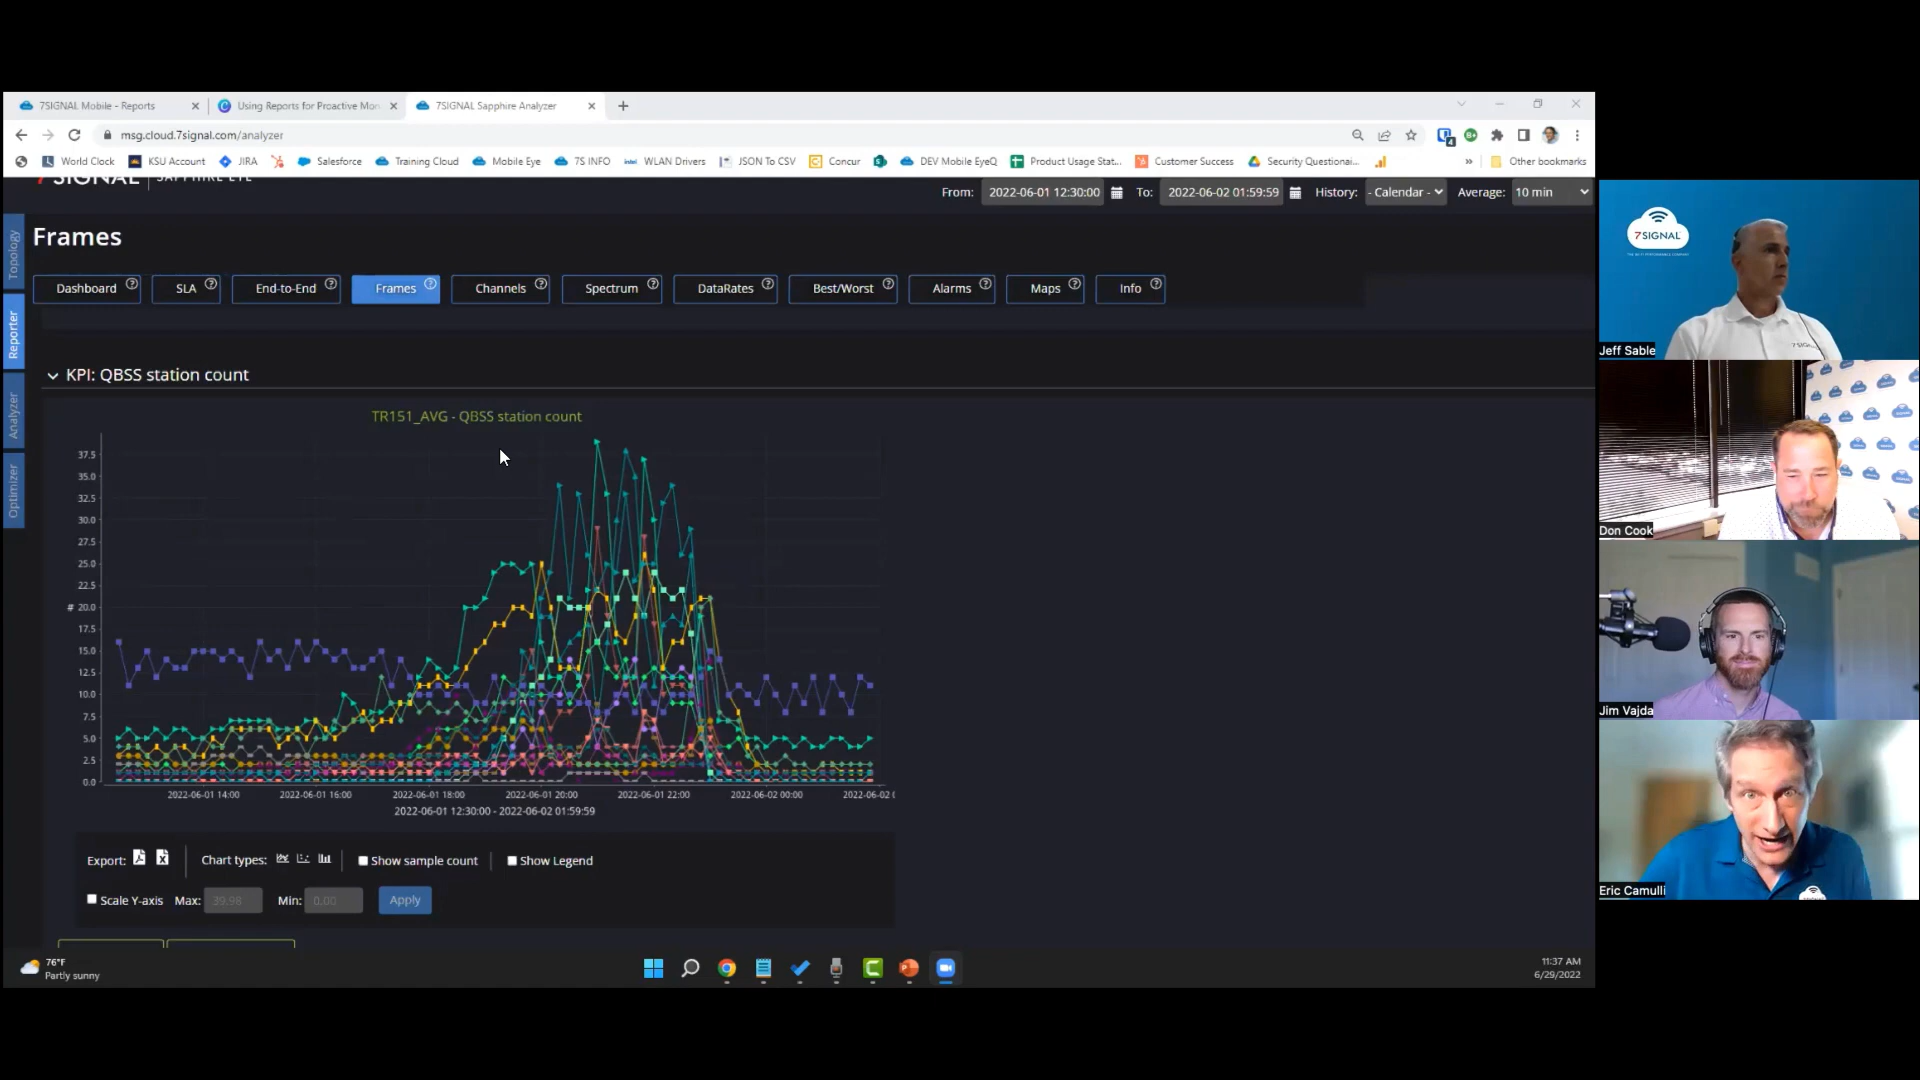 7SIGNAL Mobile - Reports
Using Reports for Proactive Mon
7SIGNAL Sapphire Analyzer
msg.cloud.7signal.com/analyzer
World Clock KSU Account JIRA Salesforce Training Cloud Mobile Eye 7S INFO WLAN Drivers JSON To CSV Concur DEV Mobile EyeQ Product Usage Stat... Customer Success Security Questionai... » Other bookmarks
7SIGNAL SAPPHIRE EYE
From: 2022-06-01 12:30:00 To: 2022-06-02 01:59:59 History: - Calendar - Average: 10 min
Topology
Reporter
Analyzer
Optimizer
Frames
Dashboard SLA End-to-End Frames Channels Spectrum DataRates Best/Worst Alarms Maps Info
KPI: QBSS station count
TR151_AVG - QBSS station count
37.5
35.0
32.5
30.0
27.5
25.0
22.5
# 20.0
17.5
15.0
12.5
10.0
7.5
5.0
2.5
0.0
2022-06-01 14:00 2022-06-01 16:00 2022-06-01 18:00 2022-06-01 20:00 2022-06-01 22:00 2022-06-02 00:00 2022-06-02
2022-06-01 12:30:00 - 2022-06-02 01:59:59
Export: Chart types: Show sample count Show Legend
Scale Y-axis Max: 39.98 Min: 0.00 Apply
76°F
Partly sunny
11:37 AM
6/29/2022
7SIGNAL
Jeff Sable
Don Cook
Jim Vajda
Eric Camulli